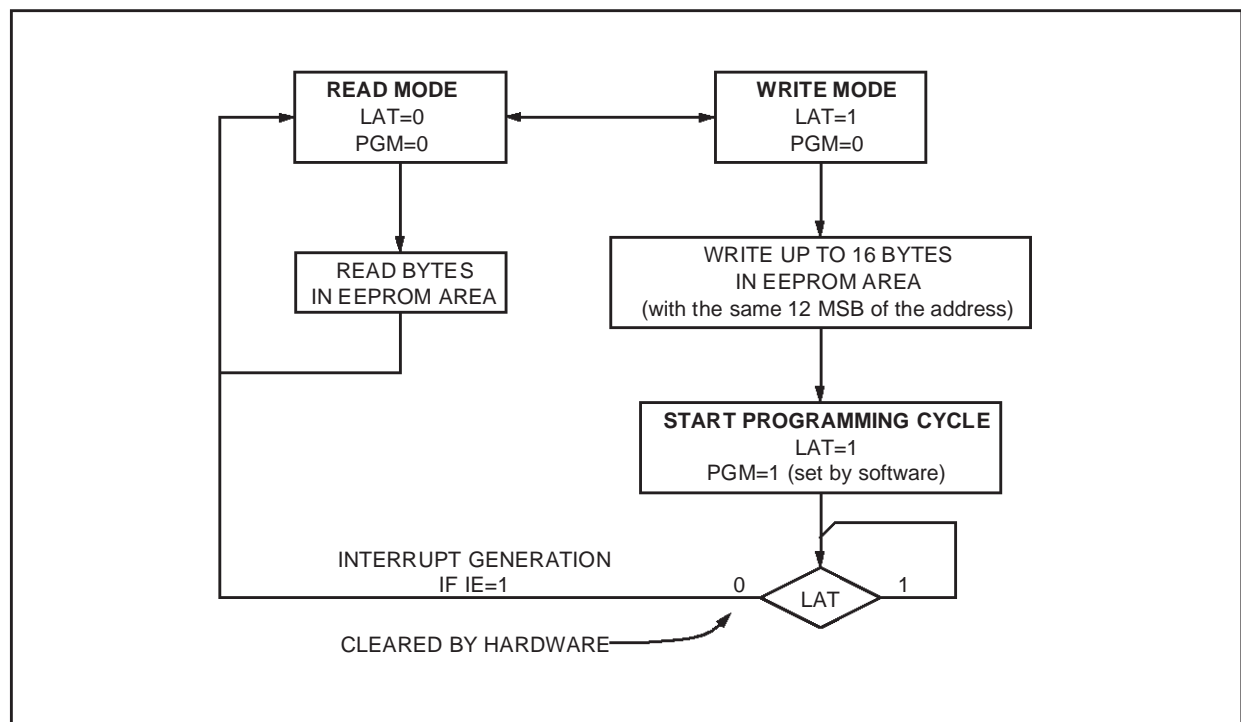 READ MODE
LAT=0
PGM=0
WRITE MODE
LAT=1
PGM=0
READ BYTES
IN EEPROM AREA
WRITE UP TO 16 BYTES
IN EEPROM AREA
(with the same 12 MSB of the address)
START PROGRAMMING CYCLE
LAT=1
PGM=1 (set by software)
INTERRUPT GENERATION
IF IE=1
0
LAT
1
CLEARED BY HARDWARE